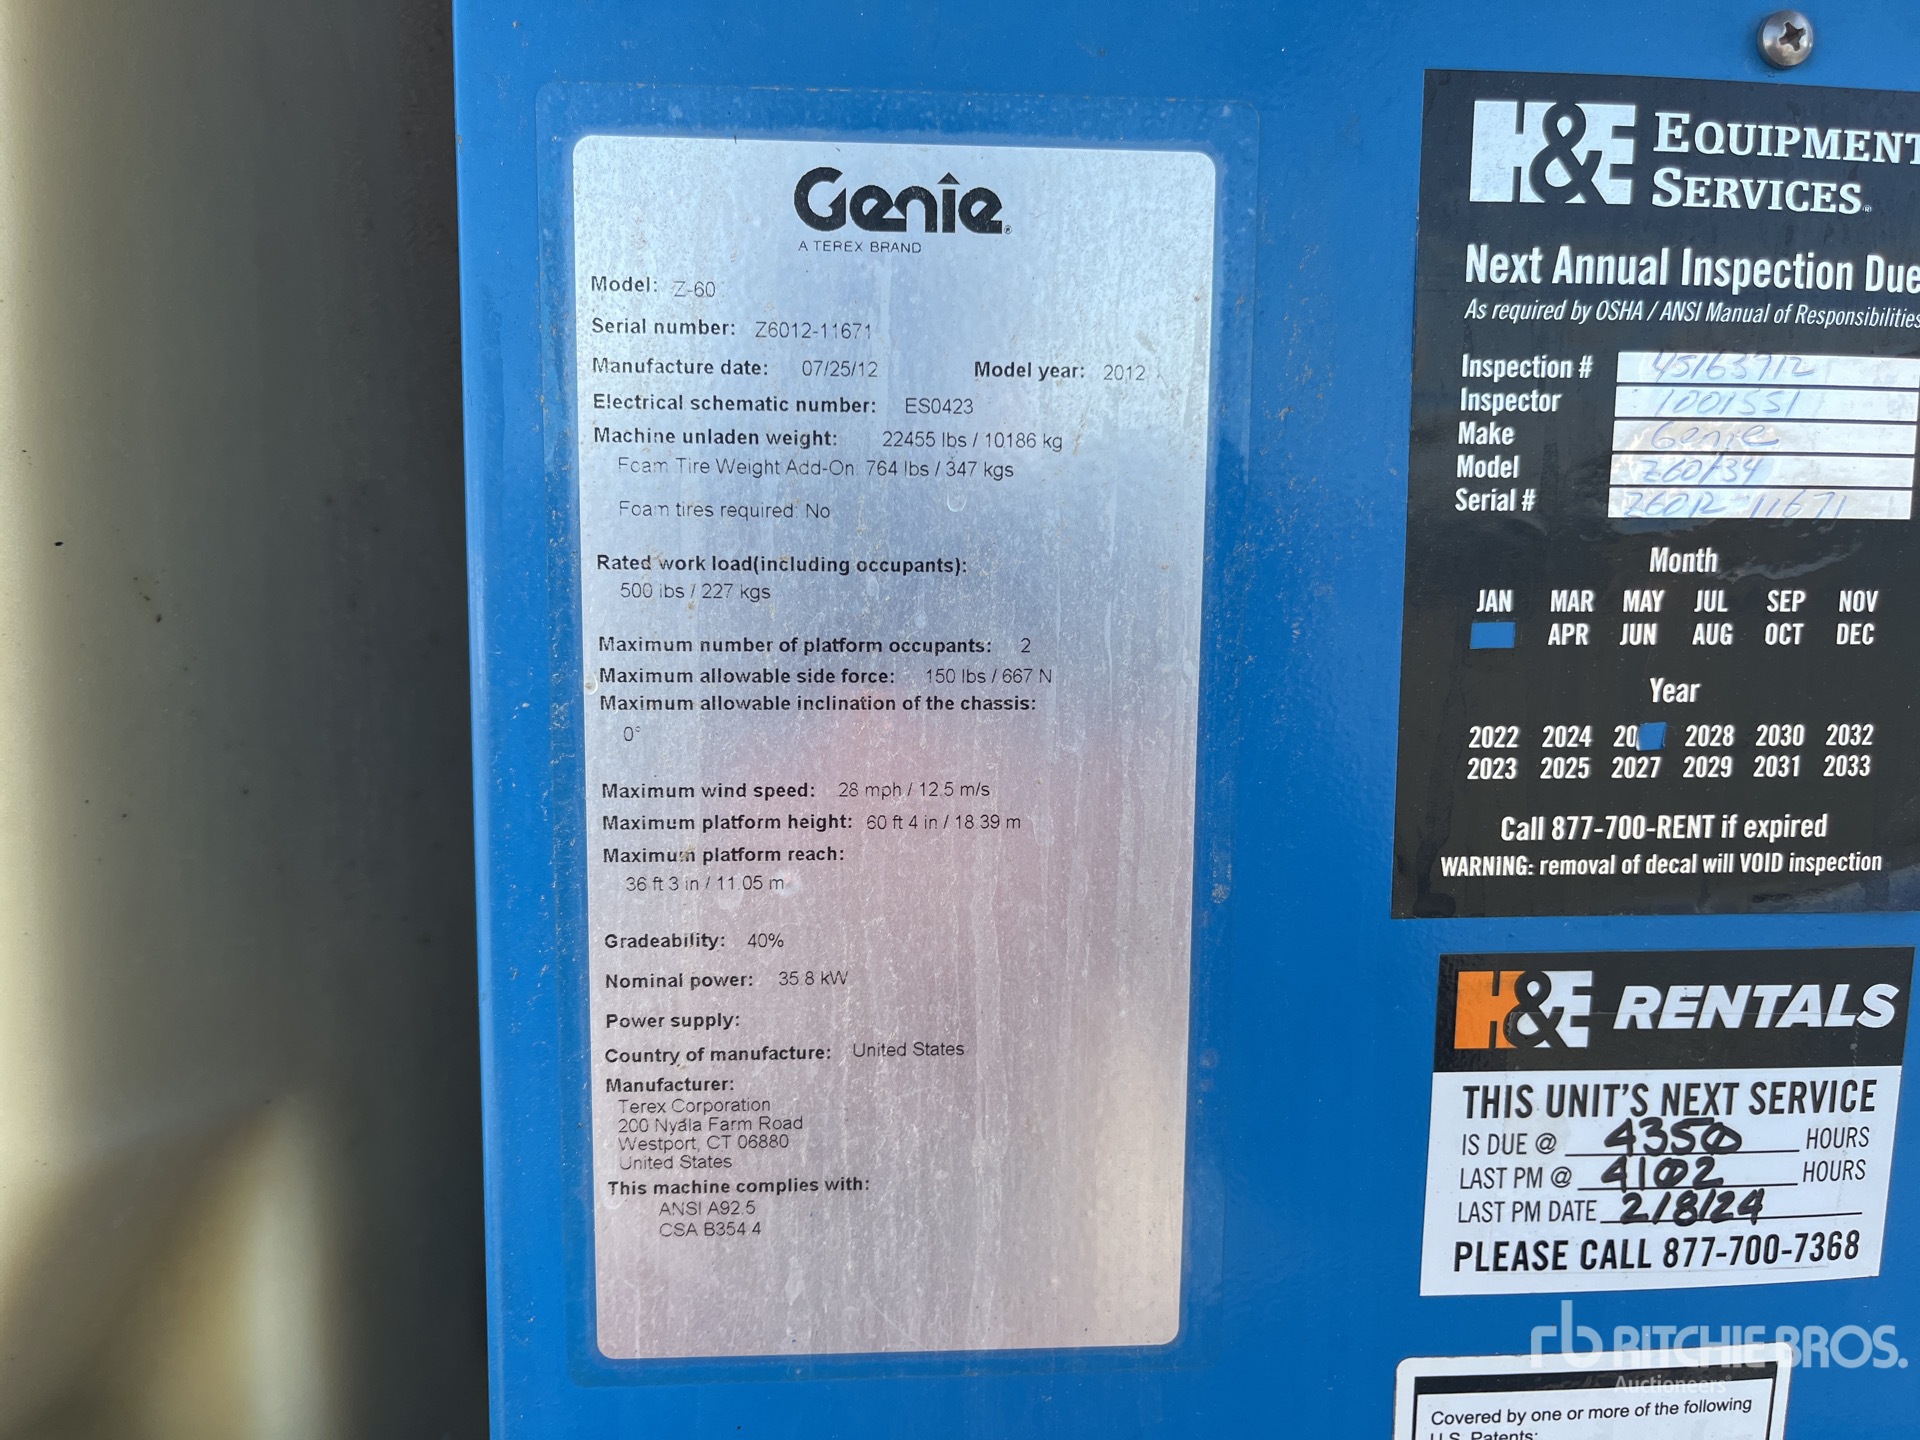 Genie®
A TEREX BRAND
Model: Z-60
Serial number: Z6012-11671
Manufacture date: 07/25/12 Model year: 2012
Electrical schematic number: ES0423
Machine unladen weight: 22455 lbs / 10186 kg
Foam Tire Weight Add-On: 764 lbs / 347 kgs
Foam tires required: No
Rated work load(including occupants):
500 lbs / 227 kgs
Maximum number of platform occupants: 2
Maximum allowable side force: 150 lbs / 667 N
Maximum allowable inclination of the chassis:
0°
Maximum wind speed: 28 mph / 12.5 m/s
Maximum platform height: 60 ft 4 in / 18.39 m
Maximum platform reach:
36 ft 3 in / 11.05 m
Gradeability: 40%
Nominal power: 35.8 kW
Power supply:
Country of manufacture: United States
Manufacturer:
Terex Corporation
200 Nyala Farm Road
Westport, CT 06880
United States
This machine complies with:
ANSI A92.5
CSA B354.4
H&E EQUIPMENT
SERVICES®
Next Annual Inspection Due
As required by OSHA / ANSI Manual of Responsibilities
Inspection # 45163912
Inspector 1001551
Make Genie
Model Z60/34
Serial # Z6012-11671
Month
JAN MAR MAY JUL SEP NOV
APR JUN AUG OCT DEC
Year
2022 2024 20 2028 2030 2032
2023 2025 2027 2029 2031 2033
Call 877-700-RENT if expired
WARNING: removal of decal will VOID inspection
H&E RENTALS
THIS UNIT'S NEXT SERVICE
IS DUE @ 4350 HOURS
LAST PM @ 4102 HOURS
LAST PM DATE 2/8/24
PLEASE CALL 877-700-7368
rb RITCHIE BROS.
Auctioneers
Covered by one or more of the following
U.S. Patents: